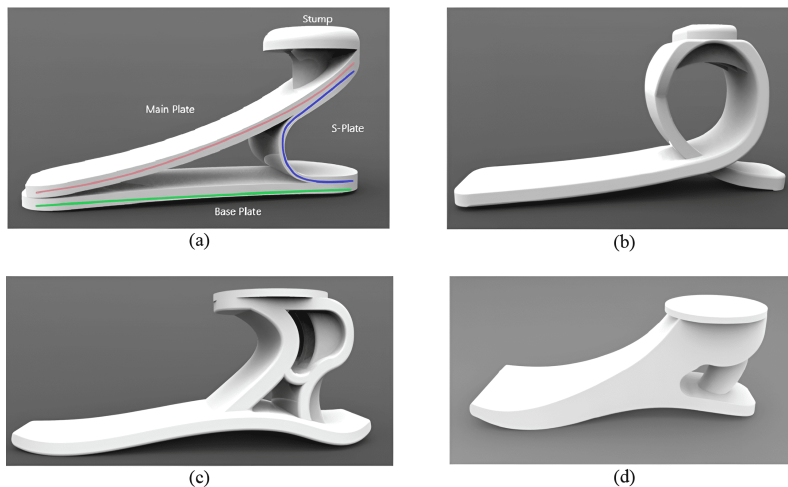 Stump
Main Plate
S-Plate
Base Plate
(a)
(b)
(c)
(d)